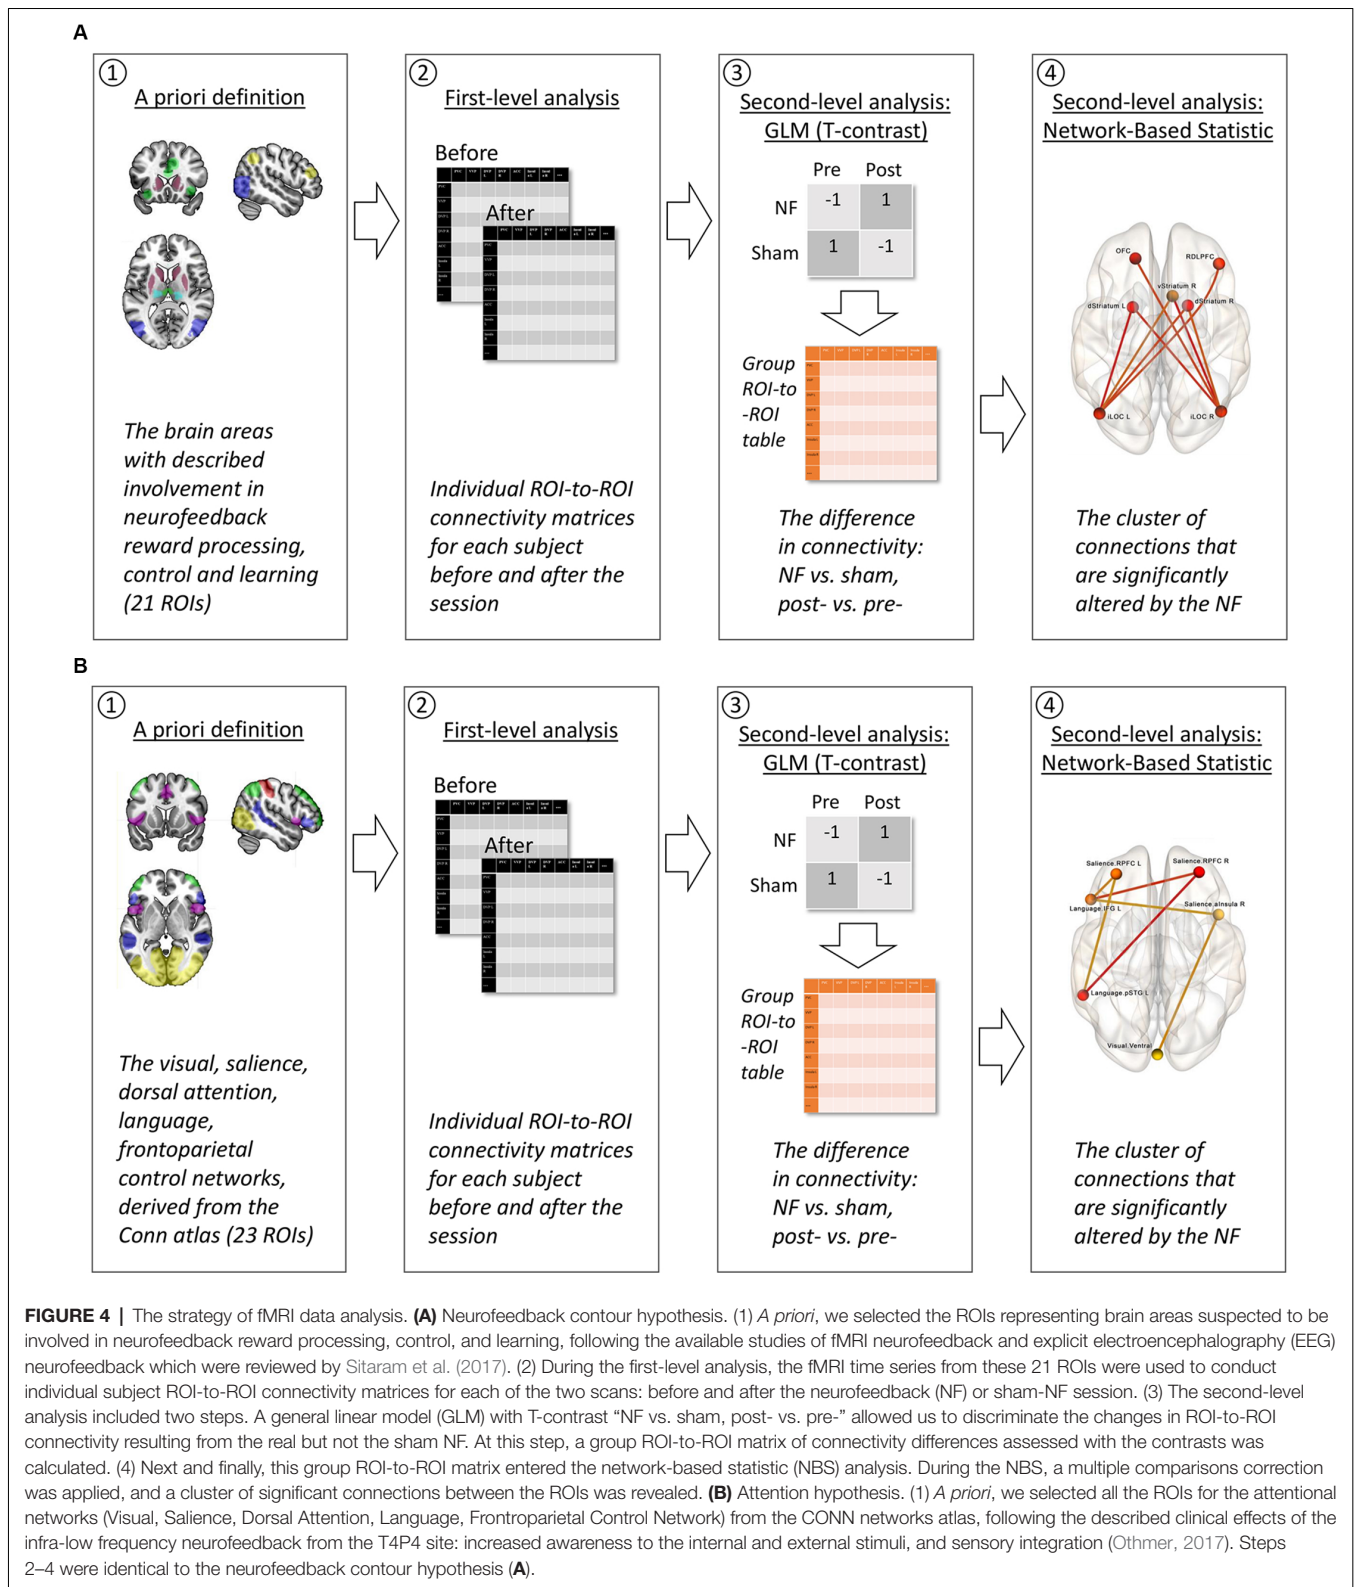 A
1
A priori definition
The brain areas
with described
involvement in
neurofeedback
reward processing,
control and learning
(21 ROIs)
2
First-level analysis
Before
After
Individual ROI-to-ROI
connectivity matrices
for each subject
before and after the
session
3
Second-level analysis:
GLM (T-contrast)
Pre Post
NF -1 1
Sham 1 -1
Group
ROI-to
-ROI
table
The difference
in connectivity:
NF vs. sham,
post- vs. pre-
4
Second-level analysis:
Network-Based Statistic
OFC
RDLPFC
vStriatum R
dStriatum L
dStriatum R
iLOC L
iLOC R
The cluster of
connections that
are significantly
altered by the NF
B
1
A priori definition
The visual, salience,
dorsal attention,
language,
frontoparietal
control networks,
derived from the
Conn atlas (23 ROIs)
2
First-level analysis
Before
After
Individual ROI-to-ROI
connectivity matrices
for each subject
before and after the
session
3
Second-level analysis:
GLM (T-contrast)
Pre Post
NF -1 1
Sham 1 -1
Group
ROI-to
-ROI
table
The difference
in connectivity:
NF vs. sham,
post- vs. pre-
4
Second-level analysis:
Network-Based Statistic
Salience.RPFC L
Salience.RPFC R
Language.IFG L
Salience.aInsula R
Language.pSTG L
Visual.Ventral
The cluster of
connections that
are significantly
altered by the NF
FIGURE 4 | The strategy of fMRI data analysis. (A) Neurofeedback contour hypothesis. (1) A priori, we selected the ROIs representing brain areas suspected to be
involved in neurofeedback reward processing, control, and learning, following the available studies of fMRI neurofeedback and explicit electroencephalography (EEG)
neurofeedback which were reviewed by Sitaram et al. (2017). (2) During the first-level analysis, the fMRI time series from these 21 ROIs were used to conduct
individual subject ROI-to-ROI connectivity matrices for each of the two scans: before and after the neurofeedback (NF) or sham-NF session. (3) The second-level
analysis included two steps. A general linear model (GLM) with T-contrast “NF vs. sham, post- vs. pre-” allowed us to discriminate the changes in ROI-to-ROI
connectivity resulting from the real but not the sham NF. At this step, a group ROI-to-ROI matrix of connectivity differences assessed with the contrasts was
calculated. (4) Next and finally, this group ROI-to-ROI matrix entered the network-based statistic (NBS) analysis. During the NBS, a multiple comparisons correction
was applied, and a cluster of significant connections between the ROIs was revealed. (B) Attention hypothesis. (1) A priori, we selected all the ROIs for the attentional
networks (Visual, Salience, Dorsal Attention, Language, Frontroparietal Control Network) from the CONN networks atlas, following the described clinical effects of the
infra-low frequency neurofeedback from the T4P4 site: increased awareness to the internal and external stimuli, and sensory integration (Othmer, 2017). Steps
2–4 were identical to the neurofeedback contour hypothesis (A).